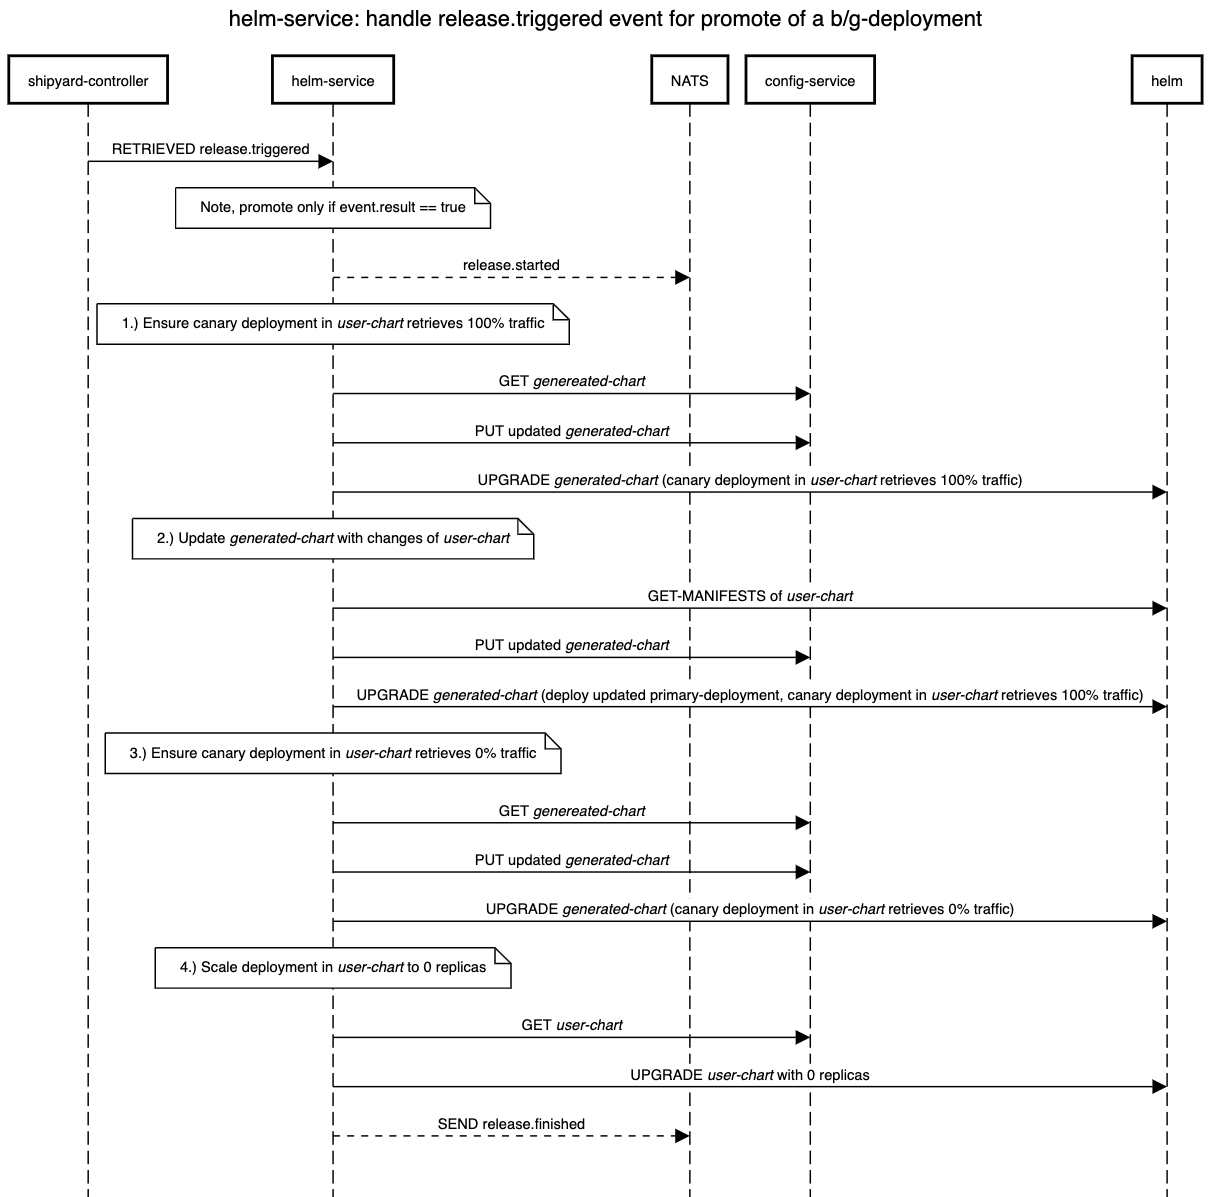 helm-service: handle release.triggered event for promote of a b/g-deployment
shipyard-controller
helm-service
NATS
config-service
helm
RETRIEVED release.triggered
Note, promote only if event.result == true
release.started
1.) Ensure canary deployment in user-chart retrieves 100% traffic
GET genereated-chart
PUT updated generated-chart
UPGRADE generated-chart (canary deployment in user-chart retrieves 100% traffic)
2.) Update generated-chart with changes of user-chart
GET-MANIFESTS of user-chart
PUT updated generated-chart
UPGRADE generated-chart (deploy updated primary-deployment, canary deployment in user-chart retrieves 100% traffic)
3.) Ensure canary deployment in user-chart retrieves 0% traffic
GET genereated-chart
PUT updated generated-chart
UPGRADE generated-chart (canary deployment in user-chart retrieves 0% traffic)
4.) Scale deployment in user-chart to 0 replicas
GET user-chart
UPGRADE user-chart with 0 replicas
SEND release.finished